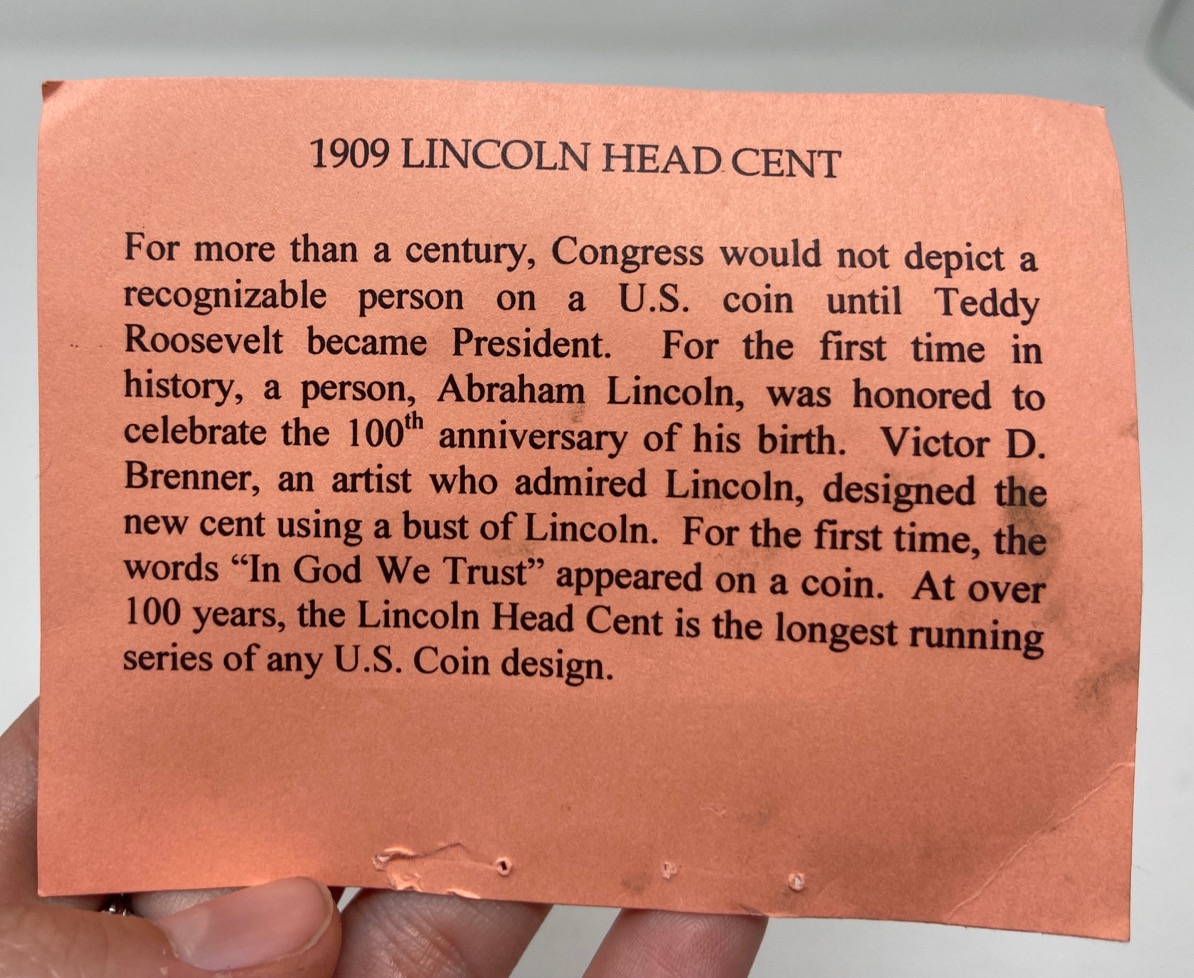 1909 LINCOLN HEAD CENT
For more than a century, Congress would not depict a
recognizable person on a U.S. coin until Teddy
Roosevelt became President. For the first time in
history, a person, Abraham Lincoln, was honored to
celebrate the 100th anniversary of his birth. Victor D.
Brenner, an artist who admired Lincoln, designed the
new cent using a bust of Lincoln. For the first time, the
words “In God We Trust” appeared on a coin. At over
100 years, the Lincoln Head Cent is the longest running
series of any U.S. Coin design.